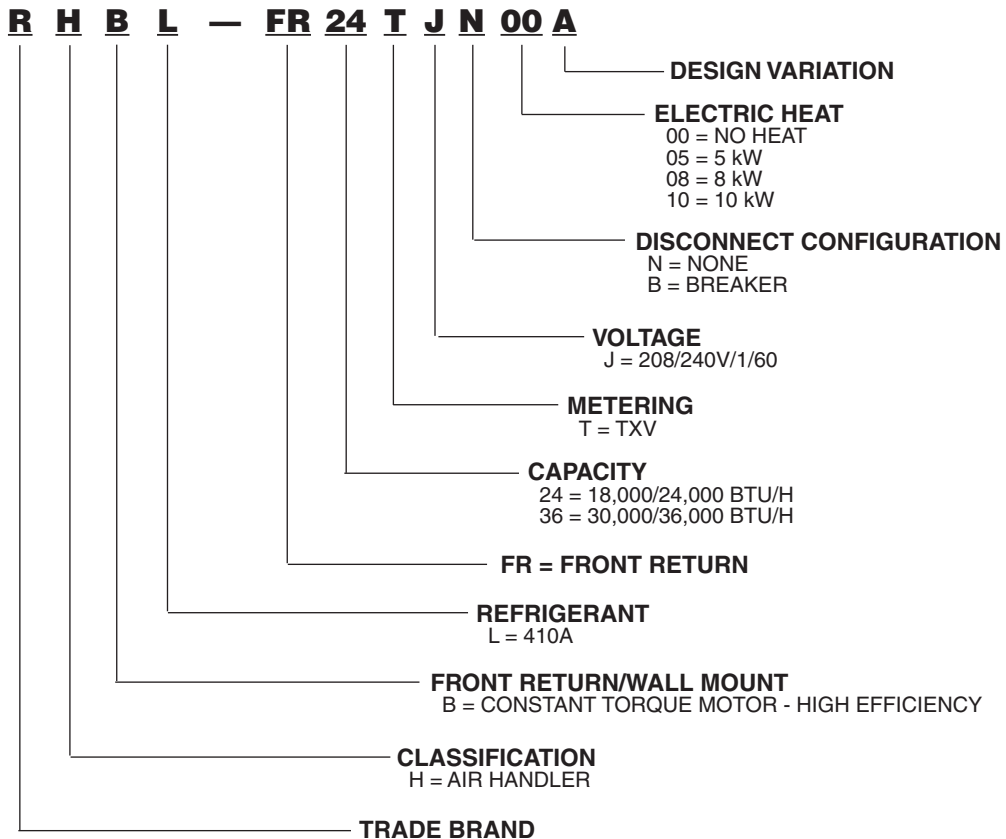 R H B L — FR 24 T J N 00 A
DESIGN VARIATION
ELECTRIC HEAT
00 = NO HEAT
05 = 5 kW
08 = 8 kW
10 = 10 kW
DISCONNECT CONFIGURATION
N = NONE
B = BREAKER
VOLTAGE
J = 208/240V/1/60
METERING
T = TXV
CAPACITY
24 = 18,000/24,000 BTU/H
36 = 30,000/36,000 BTU/H
FR = FRONT RETURN
REFRIGERANT
L = 410A
FRONT RETURN/WALL MOUNT
B = CONSTANT TORQUE MOTOR - HIGH EFFICIENCY
CLASSIFICATION
H = AIR HANDLER
TRADE BRAND